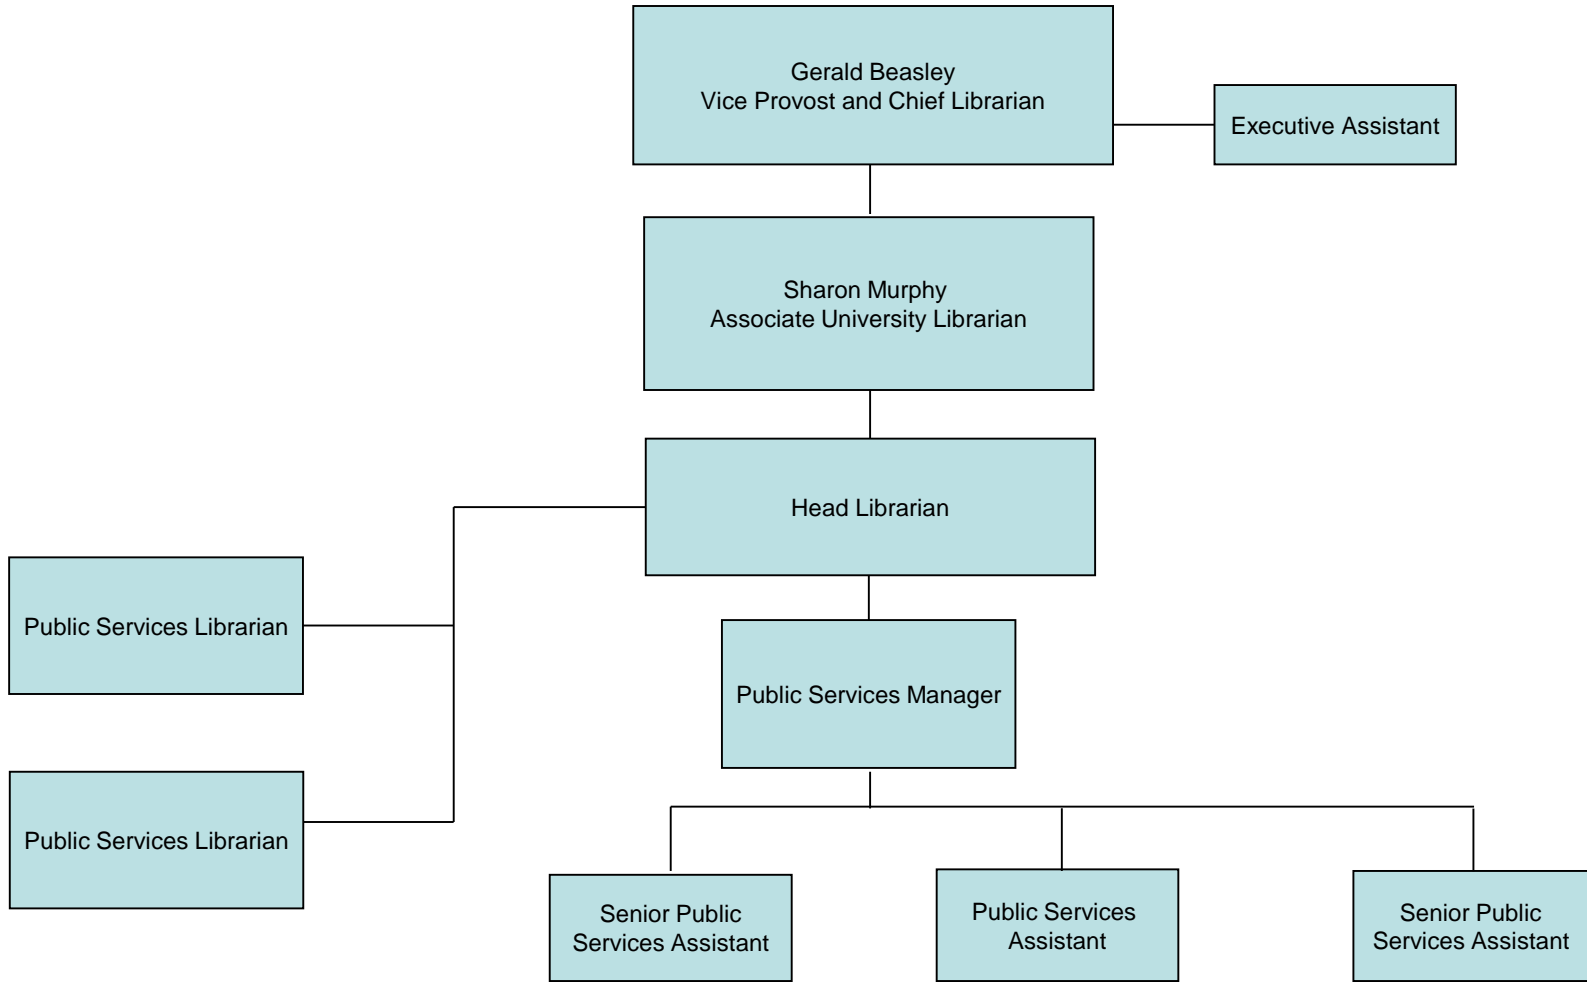 Gerald Beasley
Vice Provost and Chief Librarian
Executive Assistant
Sharon Murphy
Associate University Librarian
Head Librarian
Public Services Librarian
Public Services Manager
Public Services Librarian
Senior Public
Services Assistant
Public Services
Assistant
Senior Public
Services Assistant